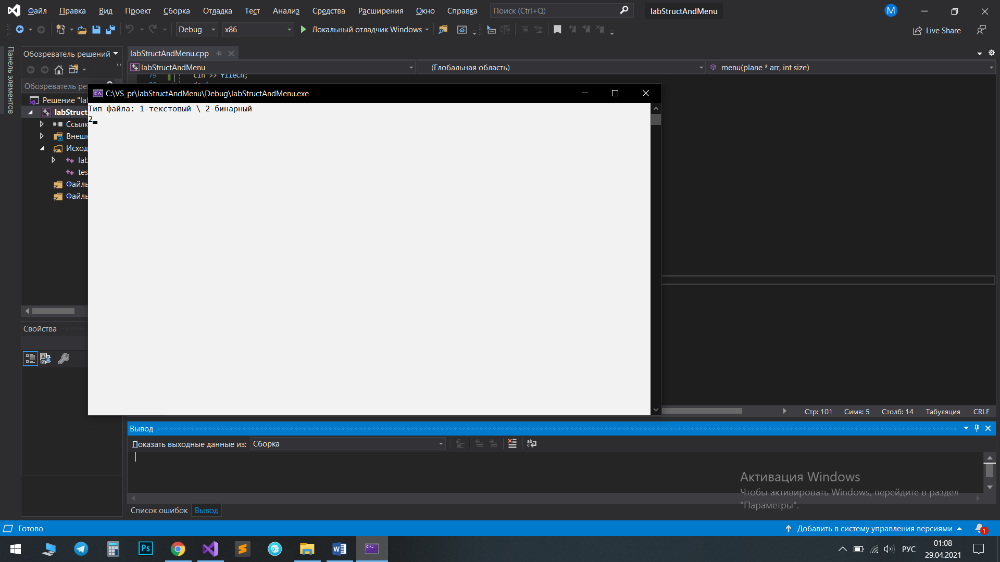 Файл Правка Вид Проект Сборка Отладка Тест Анализ Средства Расширения Окно Справка Поиск (Ctrl+Q) labStructAndMenu M
Debug x86 Локальный отладчик Windows Live Share
Панель элементов
Обозреватель решений
labStructAndMenu.cpp
labStructAndMenu (Глобальная область) menu(plane * arr, int size)
79 cin >> fileCh;
Обозреватель ре
C:\VS_pr\labStructAndMenu\Debug\labStructAndMenu.exe
Решение "la
Тип файла: 1-текстовый \ 2-бинарный
labStruct
2
Ссылк
Внеш
Исход
lab
tes
Файль
Файль
Свойства
Стр: 101 Симв: 5 Столб: 14 Табуляция CRLF
Вывод
Показать выходные данные из: Сборка
Активация Windows
Чтобы активировать Windows, перейдите в раздел
"Параметры".
Список ошибок Вывод
Готово Добавить в систему управления версиями 1
Ps РУС 01:08
29.04.2021